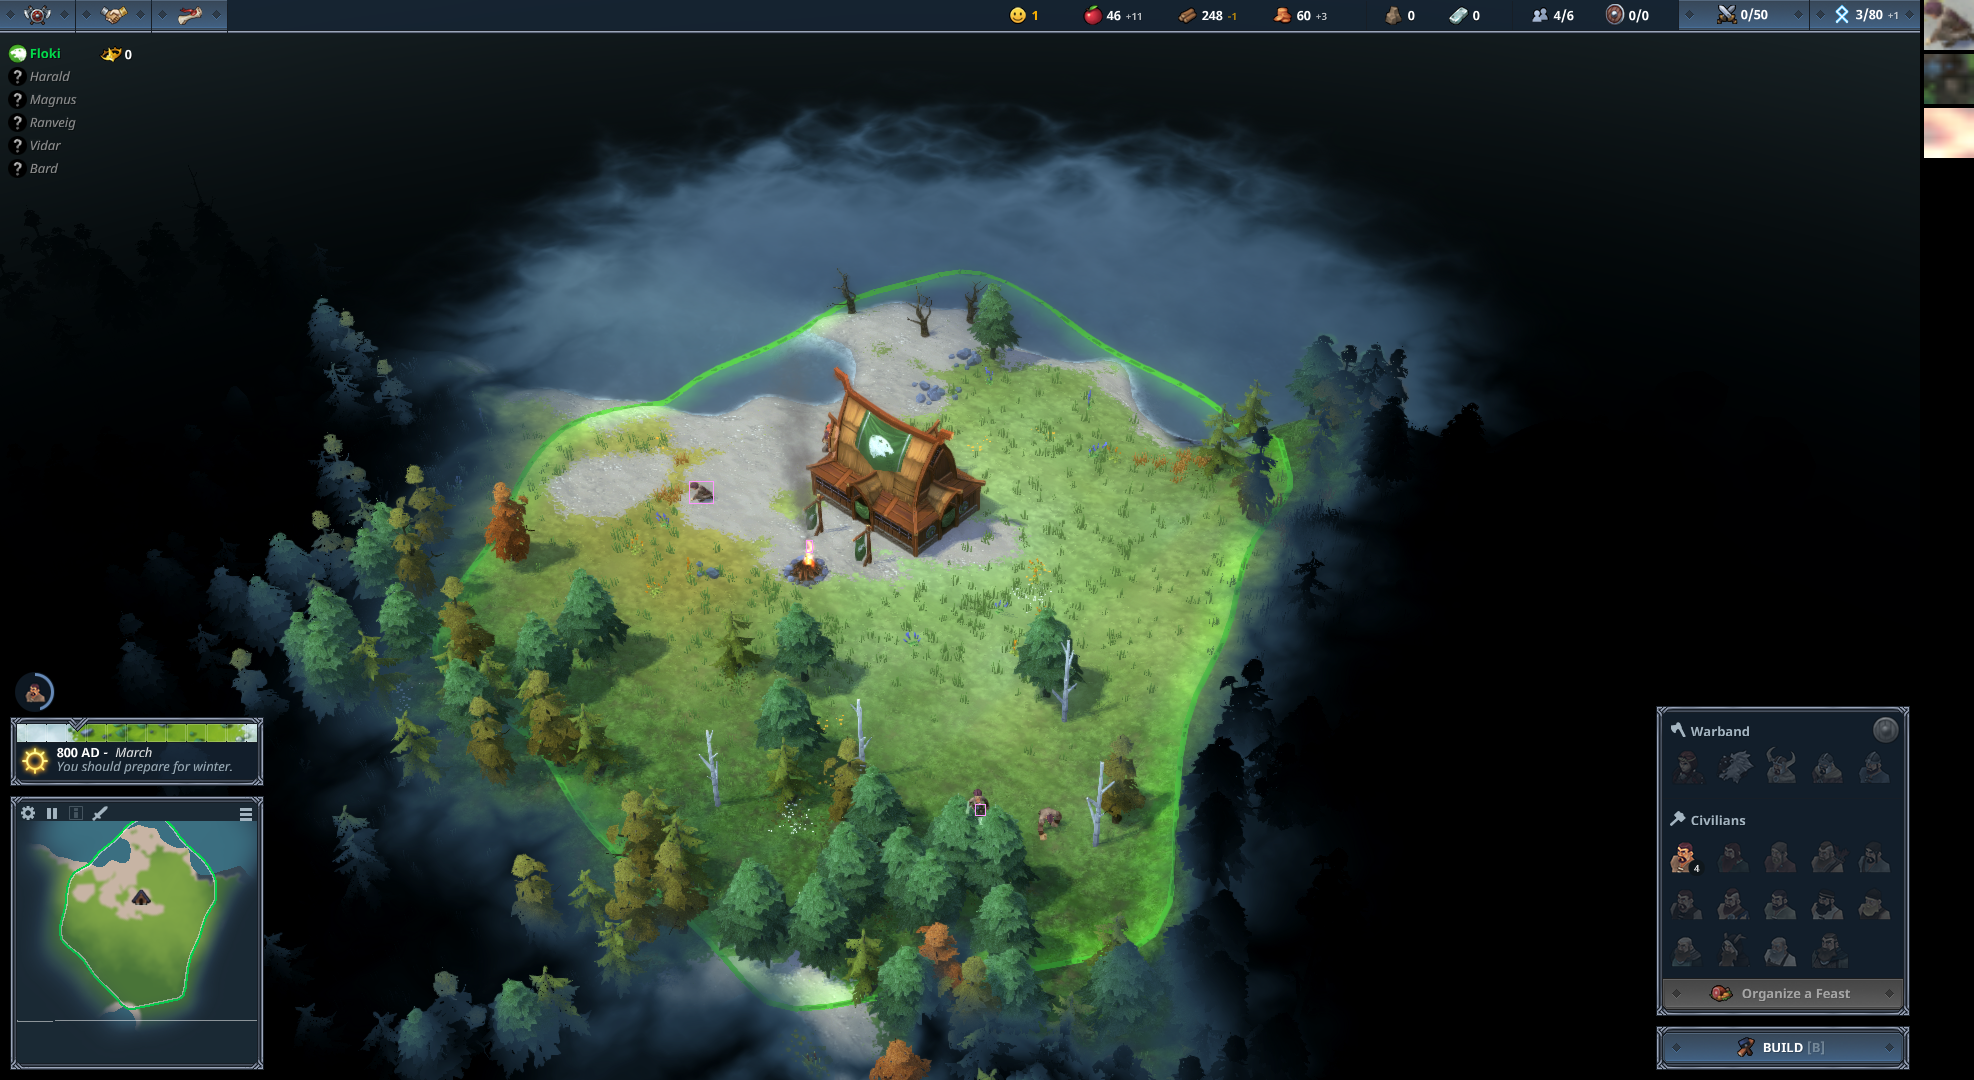 1
46 +11
248 -1
60 +3
0
0
4/6
0/0
0/50
3/80 +1
Floki 0
Harald
Magnus
Ranveig
Vidar
Bard
800 AD - March
You should prepare for winter.
Warband
Civilians
4
Organize a Feast
BUILD [B]